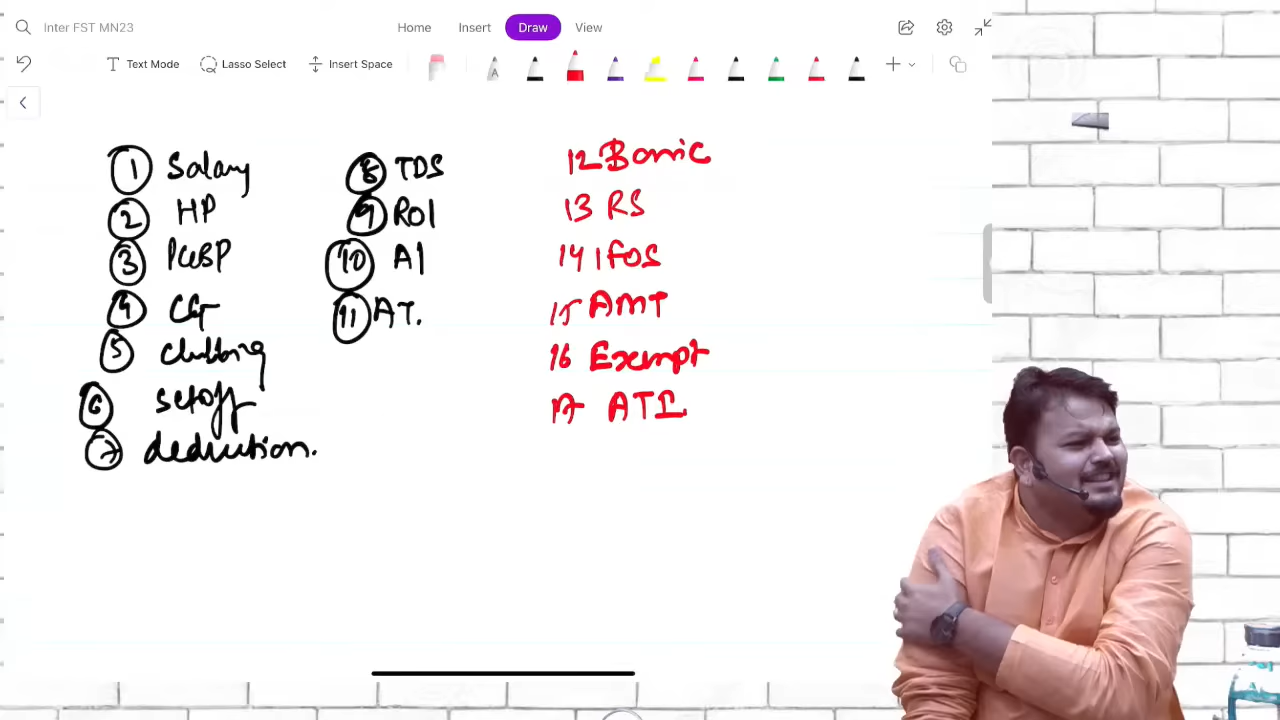 Inter FST MN23
Home Insert Draw View
Text Mode Lasso Select Insert Space
1 Salary
2 HP
3 PGBP
4 CG
5 clubbing
6 setoff
7 deduction.
8 TDS
9 ROI
10 AI
11 AT.
12 Basic
13 RS
14 IFOS
15 AMT
16 Exempt
17 ATI